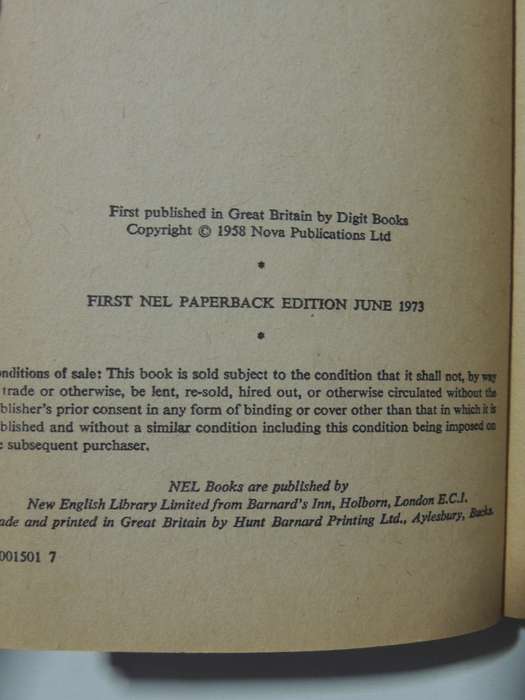 First published in Great Britain by Digit Books
Copyright © 1958 Nova Publications Ltd
*
FIRST NEL PAPERBACK EDITION JUNE 1973
*
onditions of sale: This book is sold subject to the condition that it shall not, by way
trade or otherwise, be lent, re-sold, hired out, or otherwise circulated without the
blisher's prior consent in any form of binding or cover other than that in which it is
blished and without a similar condition including this condition being imposed on
subsequent purchaser.
NEL Books are published by
New English Library Limited from Barnard's Inn, Holborn, London E.C.I.
ade and printed in Great Britain by Hunt Barnard Printing Ltd., Aylesbury, Bucks.
001501 7